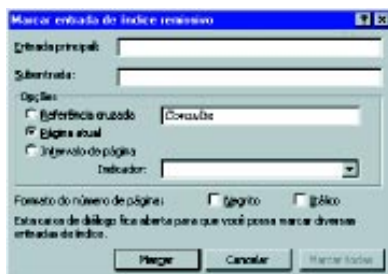 Marcar entrada de índice remissivo
Entrada principal:
Subentrada:
Opções
Referência cruzada Consulte
Página atual
Intervalo de página
Indicador:
Formato do número de página: Negrito Itálico
Esta caixa de diálogo fica aberta para que você possa marcar diversas
entradas de índice.
Marcar Cancelar Marcar todas